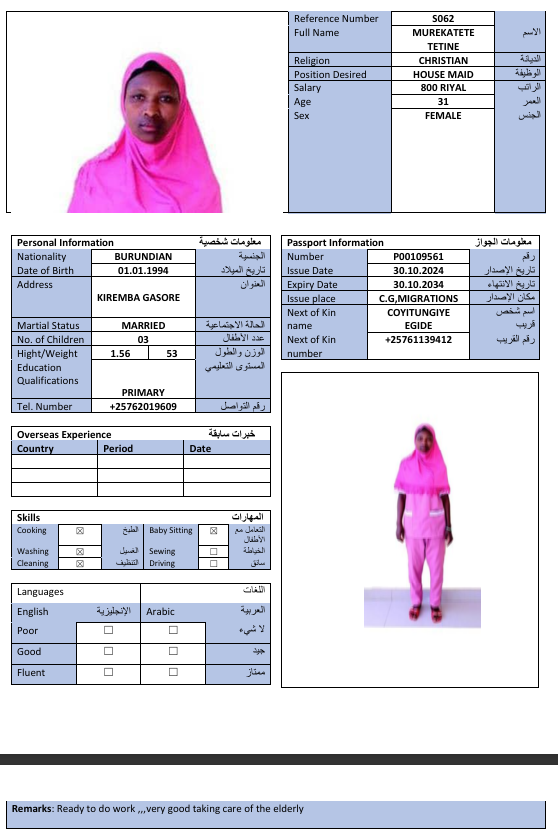 Reference Number S062
Full Name MUREKATETE الاسم
TETINE
Religion CHRISTIAN الديانة
Position Desired HOUSE MAID الوظيفة
Salary 800 RIYAL الراتب
Age 31 العمر
Sex FEMALE الجنس
Personal Information معلومات شخصية
Nationality BURUNDIAN الجنسية
Date of Birth 01.01.1994 تاريخ الميلاد
Address العنوان
KIREMBA GASORE
Martial Status MARRIED الحالة الاجتماعية
No. of Children 03 عدد الأطفال
Hight/Weight 1.56 53 الوزن والطول
Education المستوى التعليمي
Qualifications
PRIMARY
Tel. Number +25762019609 رقم التواصل
Passport Information معلومات الجواز
Number P00109561 رقم
Issue Date 30.10.2024 تاريخ الإصدار
Expiry Date 30.10.2034 تاريخ الانتهاء
Issue place C.G,MIGRATIONS مكان الإصدار
Next of Kin COYITUNGIYE اسم شخص
name EGIDE قريب
Next of Kin +25761139412 رقم القريب
number
Overseas Experience خبرات سابقة
Country Period Date
Skills المهارات
Cooking ☒ الطبخ Baby Sitting ☒ التعامل مع
الأطفال
Washing ☒ الغسيل Sewing ☐ الخياطة
Cleaning ☒ التنظيف Driving ☐ سائق
Languages اللغات
English الإنجليزية Arabic العربية
Poor ☐ ☐ لا شيء
Good ☐ ☐ جيد
Fluent ☐ ☐ ممتاز
Remarks: Ready to do work ,,,very good taking care of the elderly